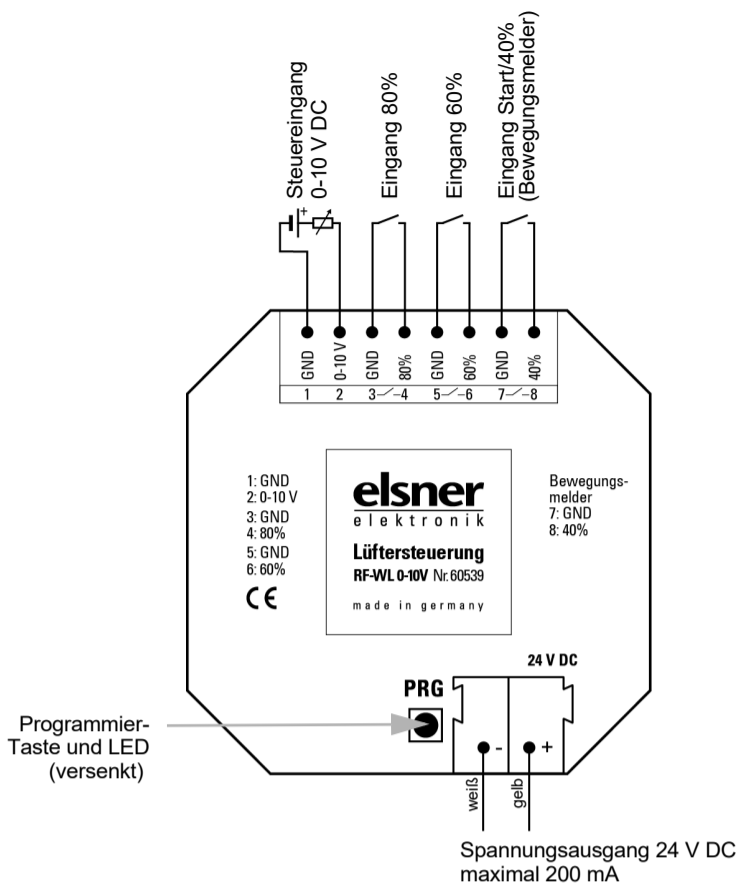 Steuereingang
0-10 V DC
Eingang 80%
Eingang 60%
Eingang Start/40%
(Bewegungsmelder)
+
GND
0-10 V
GND
80%
GND
60%
GND
40%
1 2 3 4 5 6 7 8
1: GND
2: 0-10 V
3: GND
4: 80%
5: GND
6: 60%
CE
elsner
elektronik
Lüftersteuerung
RF-WL 0-10V Nr. 60539
made in germany
Bewegungs-
melder
7: GND
8: 40%
24 V DC
PRG
- +
Programmier-
Taste und LED
(versenkt)
weiß
gelb
Spannungsausgang 24 V DC
maximal 200 mA